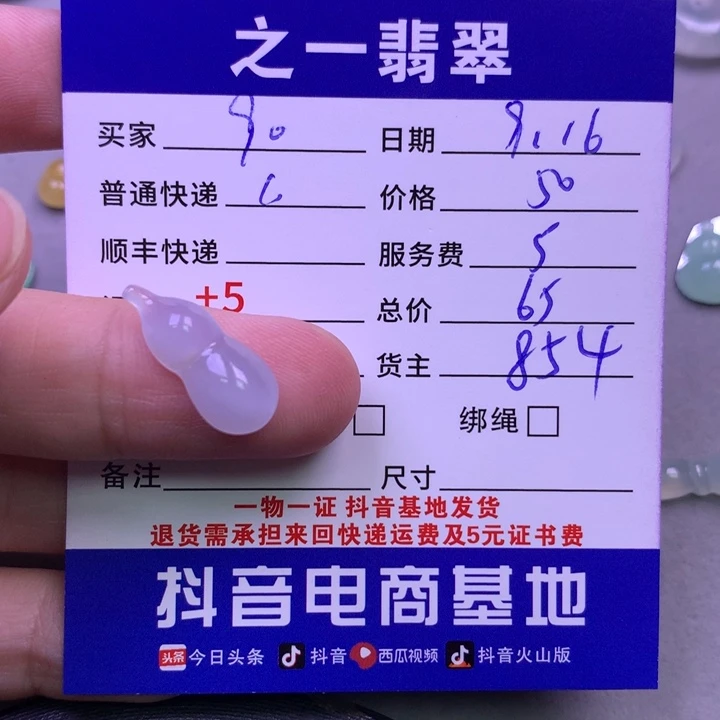 之一翡翠
买家 90 日期 9.16
普通快递 6 价格 50
顺丰快递 服务费 5
+5 总价 65
货主 854
绑绳
备注 尺寸
一物一证 抖音基地发货
退货需承担来回快递运费及5元证书费
抖音电商基地
头条 今日头条 抖音 西瓜视频 抖音火山版